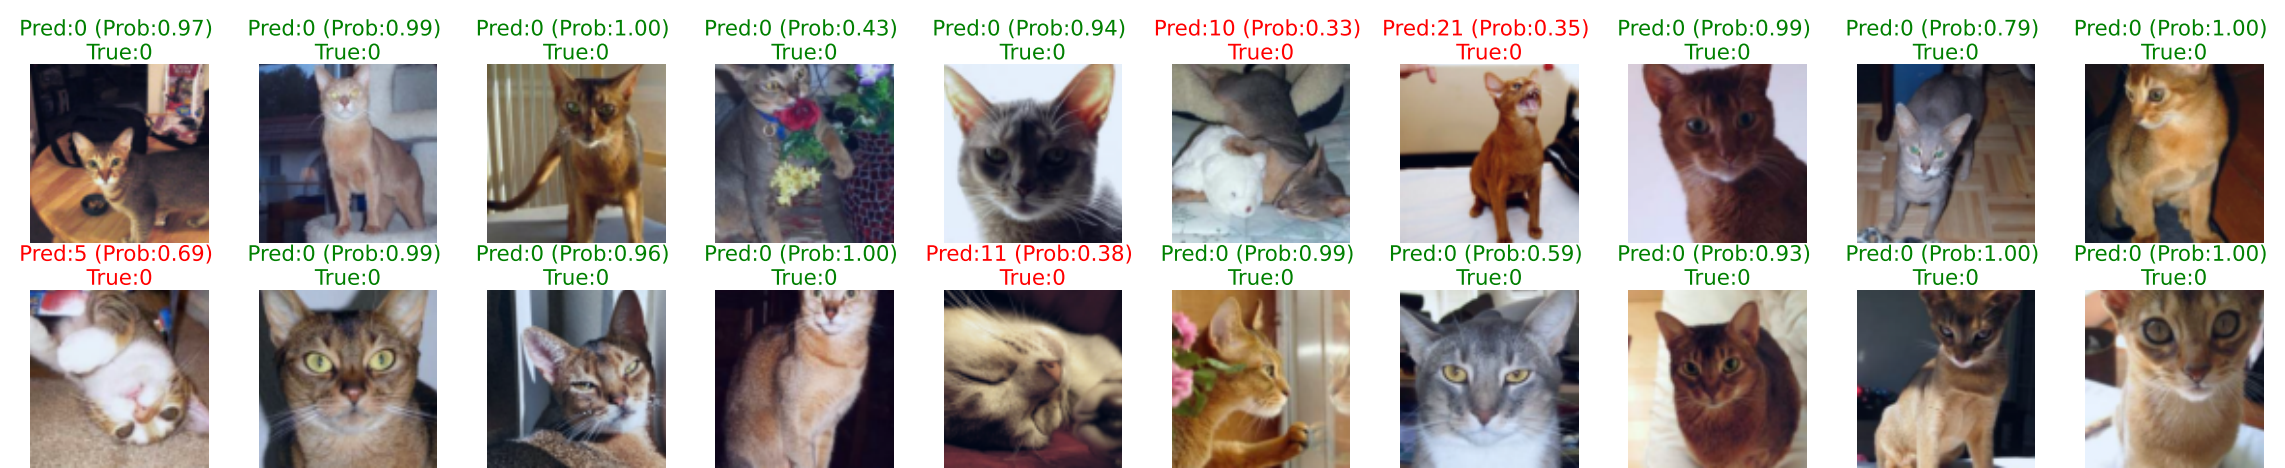 Pred:0 (Prob:0.97) Pred:0 (Prob:0.99) Pred:0 (Prob:1.00) Pred:0 (Prob:0.43) Pred:0 (Prob:0.94) Pred:10 (Prob:0.33) Pred:21 (Prob:0.35) Pred:0 (Prob:0.99) Pred:0 (Prob:0.79) Pred:0 (Prob:1.00)
True:0 True:0 True:0 True:0 True:0 True:0 True:0 True:0 True:0 True:0
Pred:5 (Prob:0.69) Pred:0 (Prob:0.99) Pred:0 (Prob:0.96) Pred:0 (Prob:1.00) Pred:11 (Prob:0.38) Pred:0 (Prob:0.99) Pred:0 (Prob:0.59) Pred:0 (Prob:0.93) Pred:0 (Prob:1.00) Pred:0 (Prob:1.00)
True:0 True:0 True:0 True:0 True:0 True:0 True:0 True:0 True:0 True:0